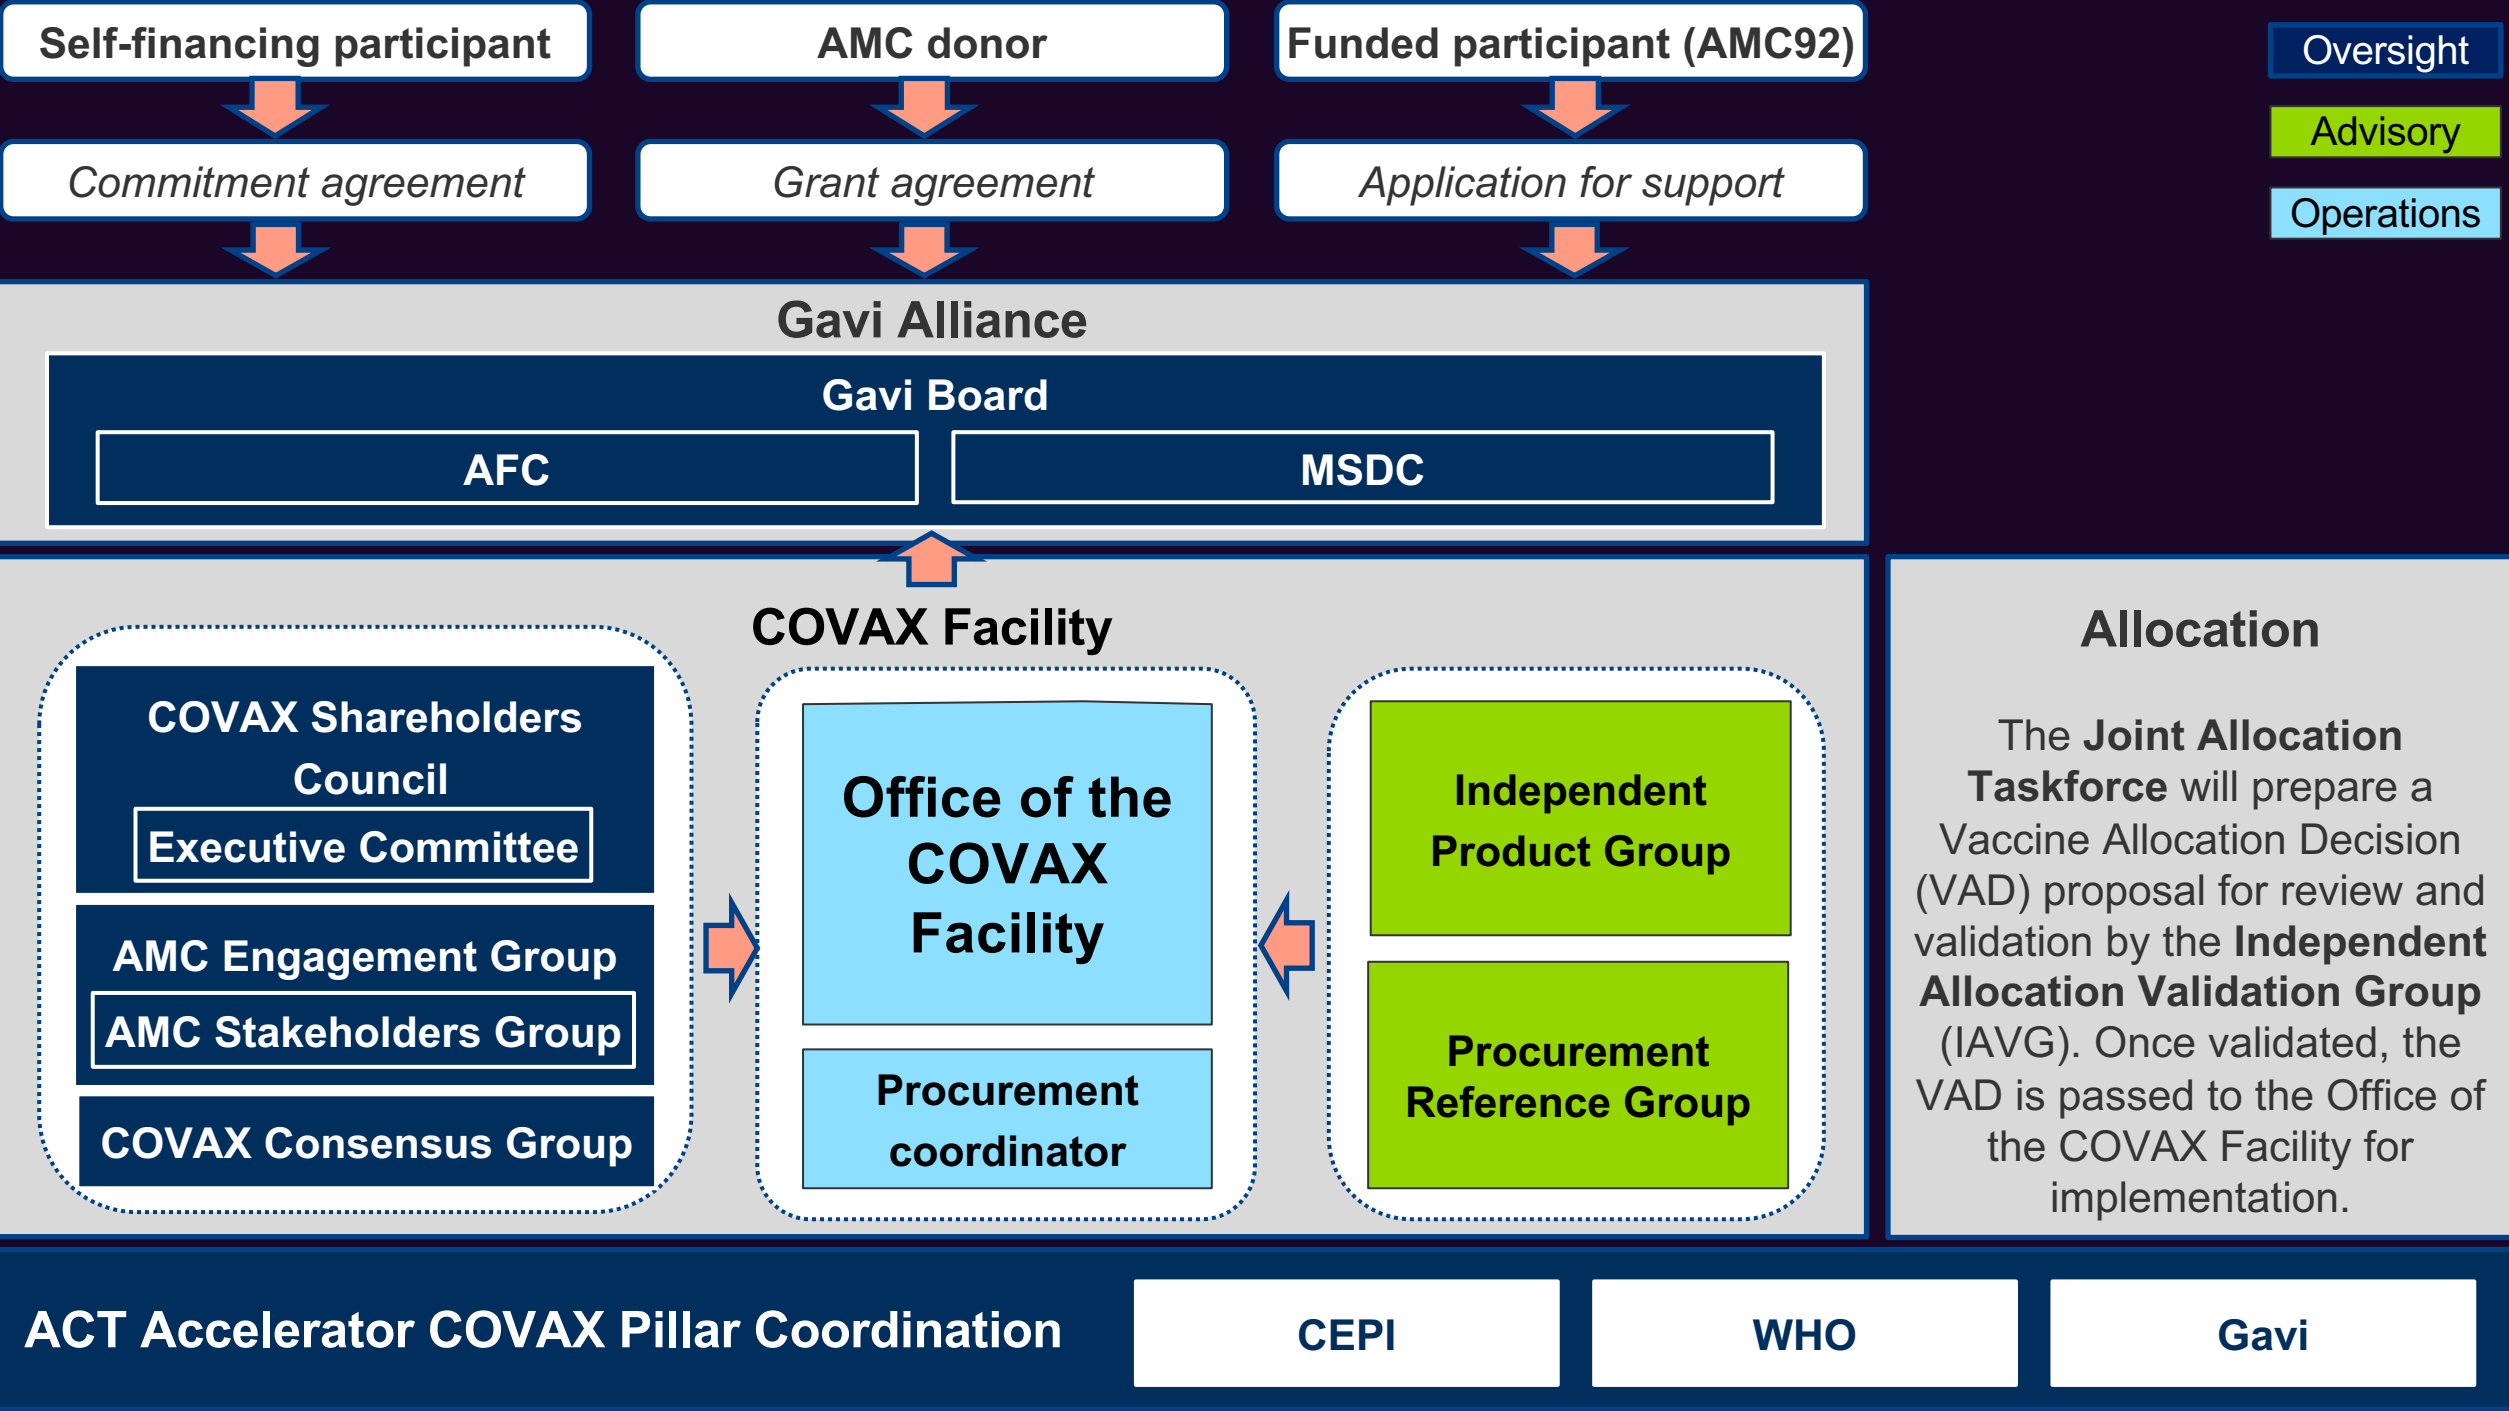 Self-financing participant
AMC donor
Funded participant (AMC92)
Oversight
Advisory
Operations
Commitment agreement
Grant agreement
Application for support
Gavi Alliance
Gavi Board
AFC
MSDC
COVAX Facility
COVAX Shareholders
Council
Executive Committee
AMC Engagement Group
AMC Stakeholders Group
COVAX Consensus Group
Office of the
COVAX
Facility
Procurement
coordinator
Independent
Product Group
Procurement
Reference Group
Allocation
The Joint Allocation
Taskforce will prepare a
Vaccine Allocation Decision
(VAD) proposal for review and
validation by the Independent
Allocation Validation Group
(IAVG). Once validated, the
VAD is passed to the Office of
the COVAX Facility for
implementation.
ACT Accelerator COVAX Pillar Coordination
CEPI
WHO
Gavi